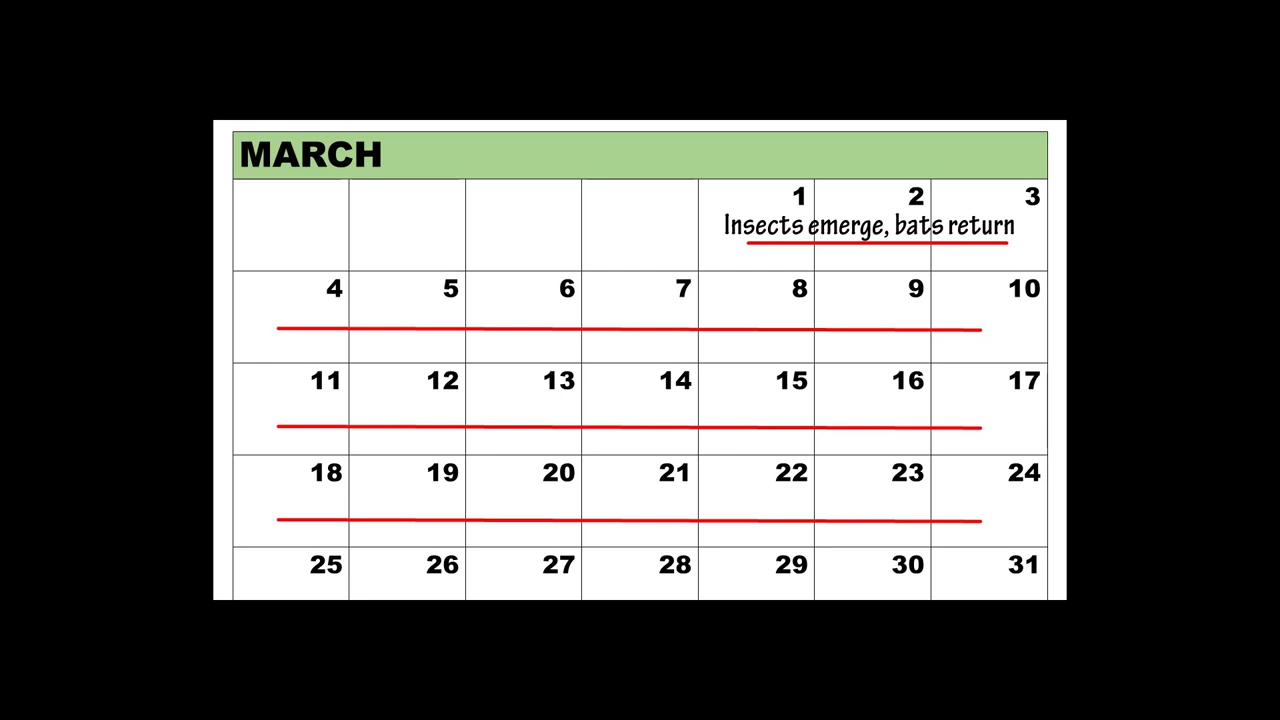 MARCH
1 2 3
Insects emerge, bats return
4 5 6 7 8 9 10
11 12 13 14 15 16 17
18 19 20 21 22 23 24
25 26 27 28 29 30 31